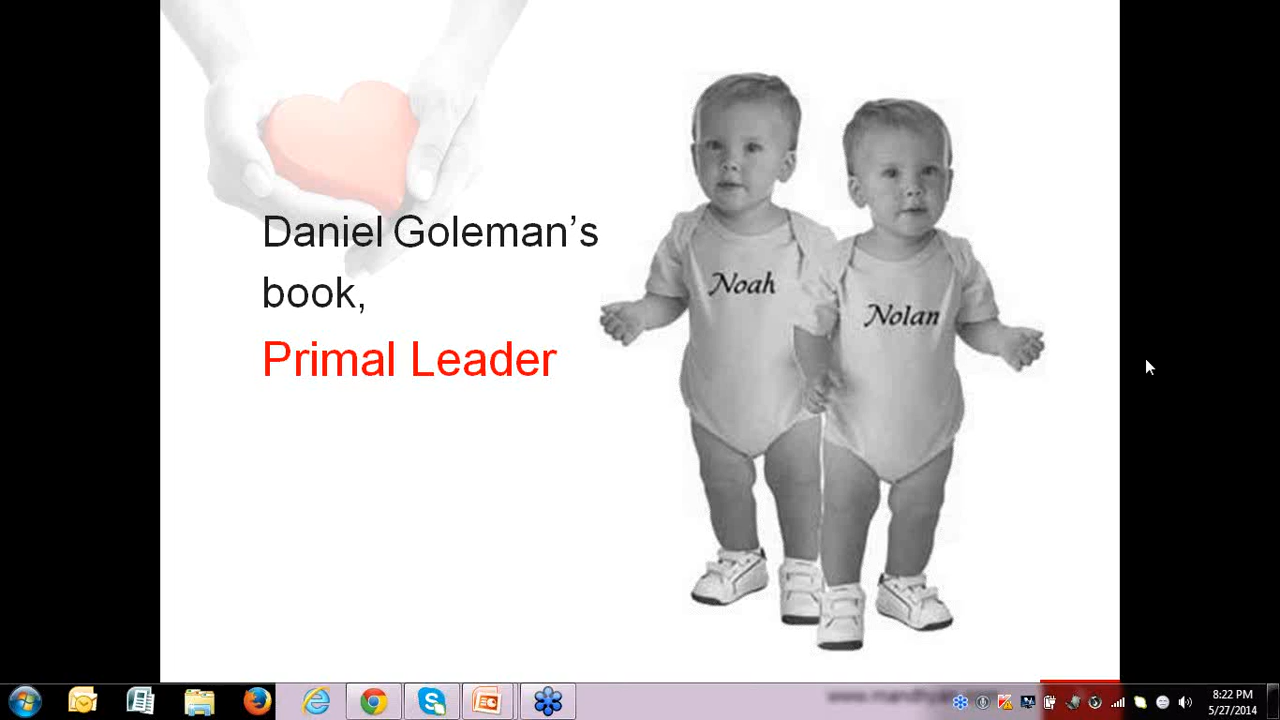 Daniel Goleman’s
book,
Primal Leader
Noah
Nolan
8:22 PM
5/27/2014